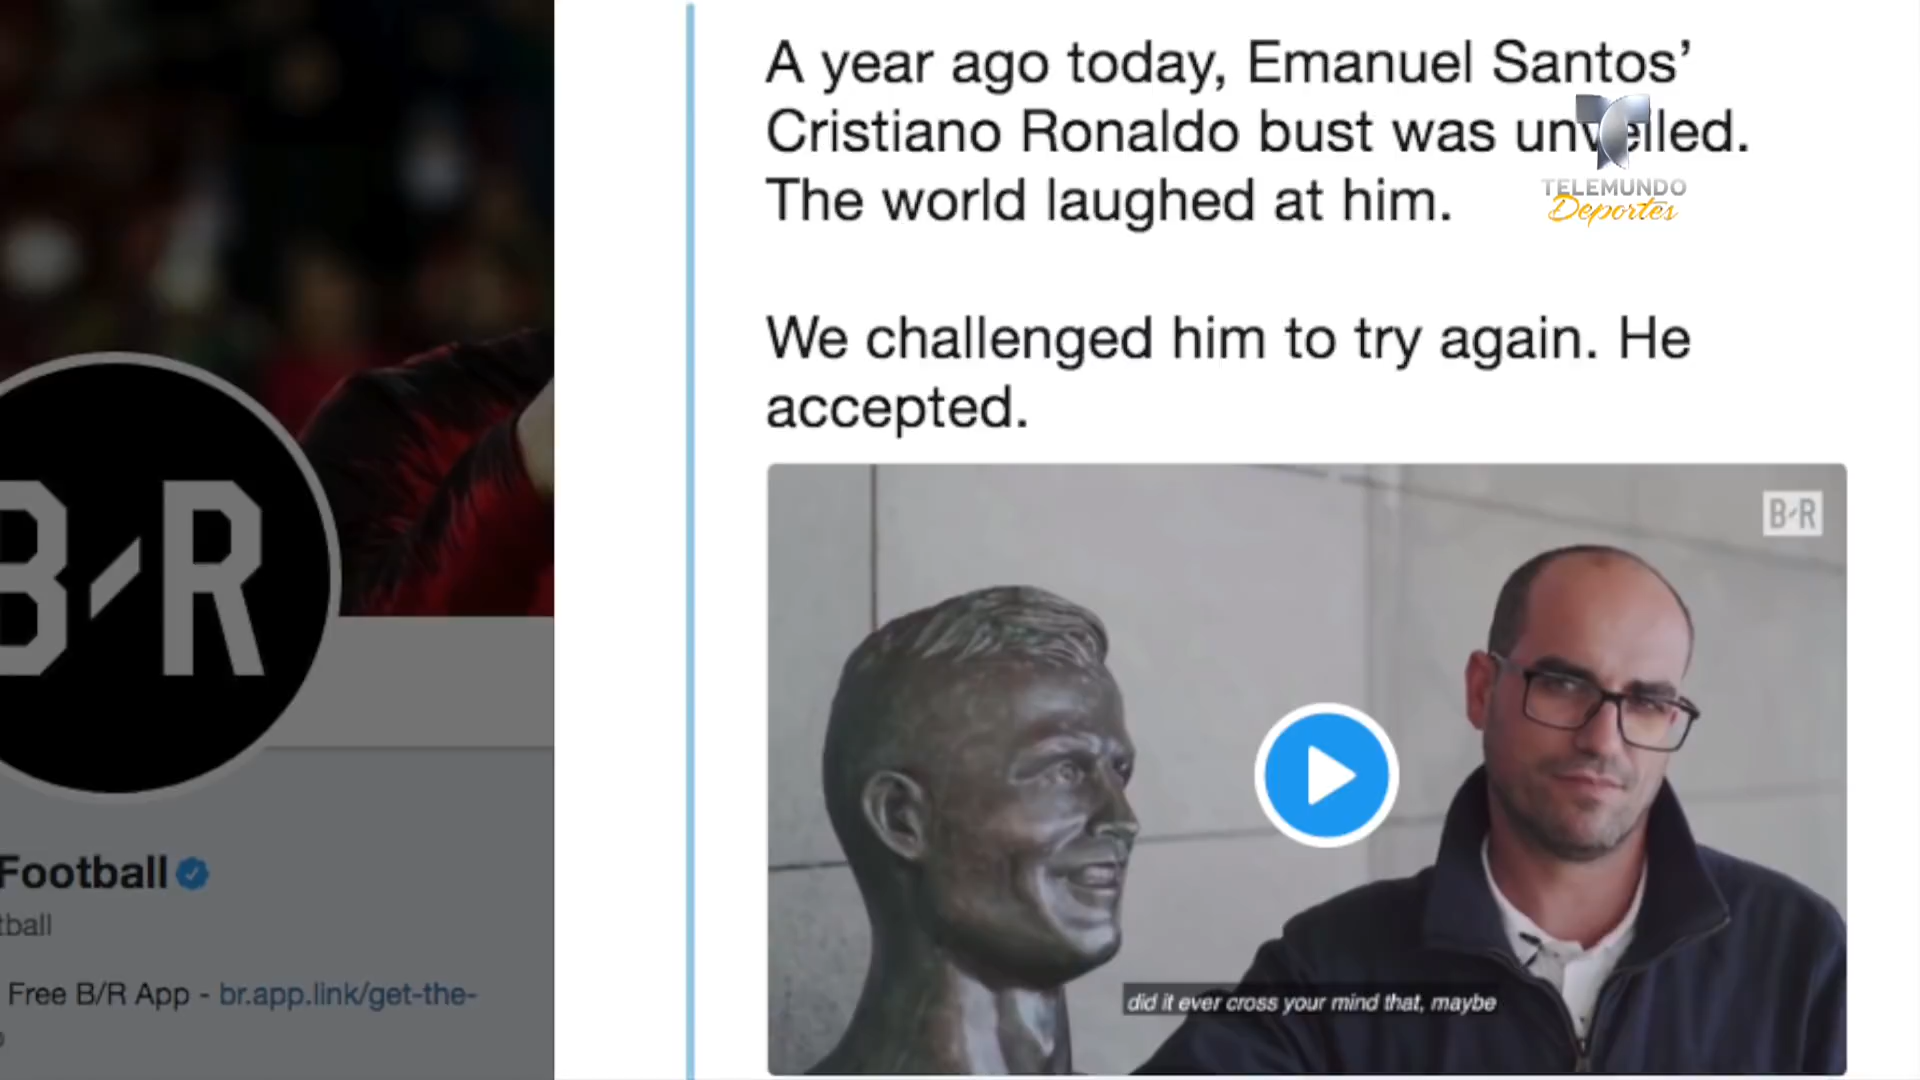 A year ago today, Emanuel Santos’
Cristiano Ronaldo bust was unveiled.
The world laughed at him.
We challenged him to try again. He
accepted.
TELEMUNDO
Deportes
B-R
did it ever cross your mind that, maybe
B-R
Football
tball
Free B/R App - br.app.link/get-the-